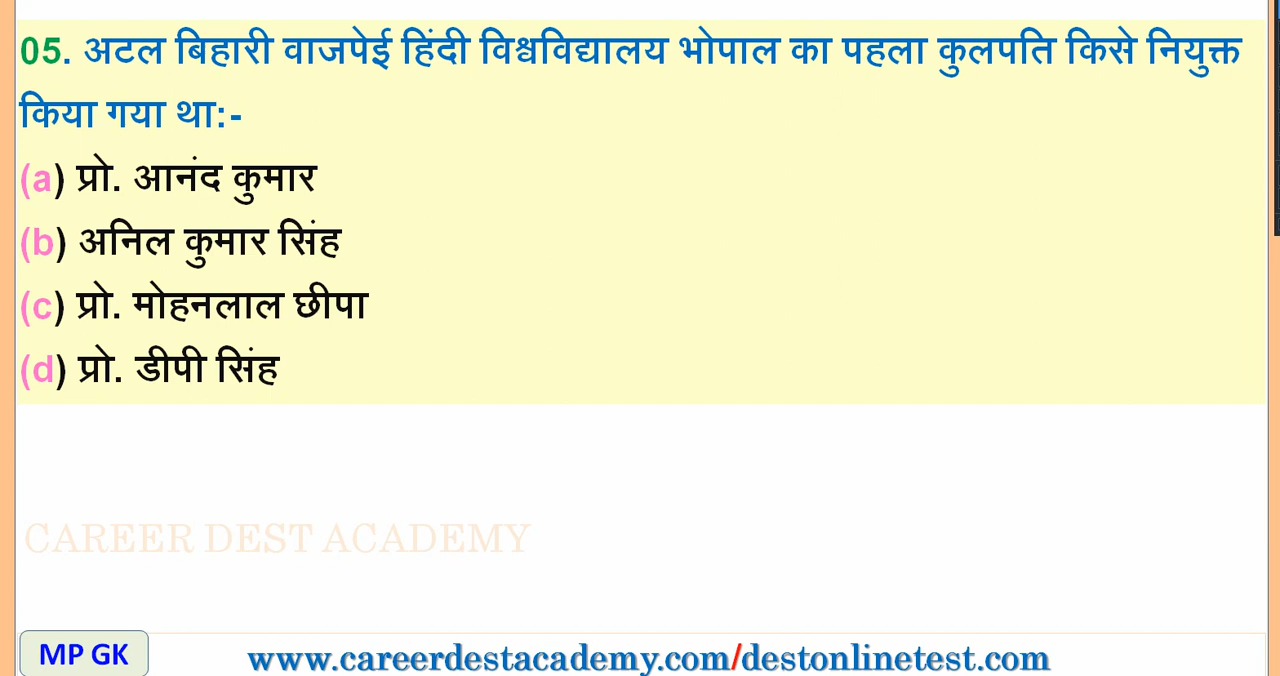 05. अटल बिहारी वाजपेई हिंदी विश्वविद्यालय भोपाल का पहला कुलपति किसे नियुक्त
किया गया था:-
(a) प्रो. आनंद कुमार
(b) अनिल कुमार सिंह
(c) प्रो. मोहनलाल छीपा
(d) प्रो. डीपी सिंह
CAREER DEST ACADEMY
MP GK
www.careerdestacademy.com/destonlinetest.com